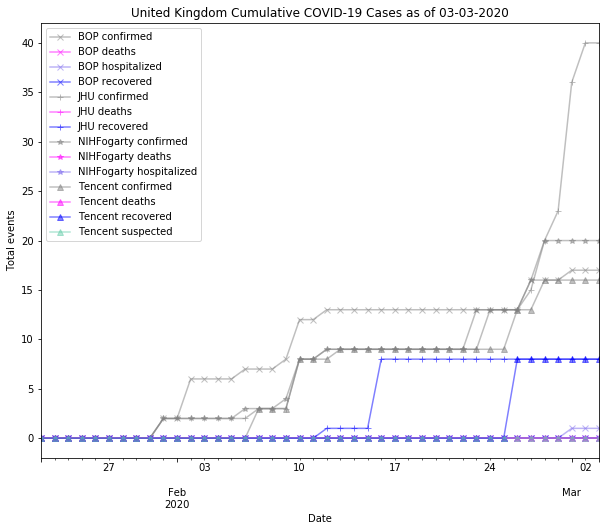 United Kingdom Cumulative COVID-19 Cases as of 03-03-2020
40
35
30
25
20
15
10
5
0
Total events
BOP confirmed
BOP deaths
BOP hospitalized
BOP recovered
JHU confirmed
JHU deaths
JHU recovered
NIHFogarty confirmed
NIHFogarty deaths
NIHFogarty hospitalized
Tencent confirmed
Tencent deaths
Tencent recovered
Tencent suspected
27 03 10 17 24 02
Feb Mar
2020
Date